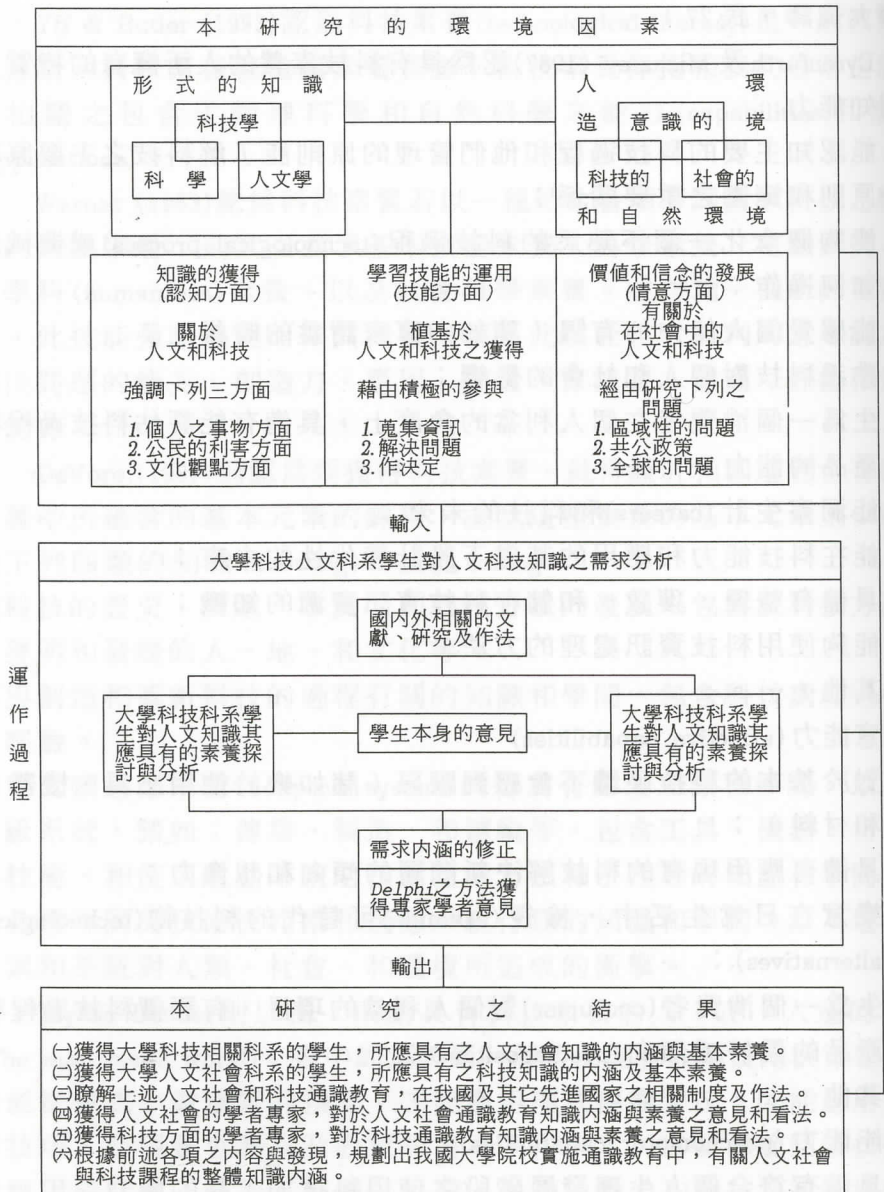 本研究的環境因素
形式的知識
科技學
科學
人文學
人環
造意識的境
科技的
社會的
和自然環境
知識的獲得
(認知方面)
關於
人文和科技
強調下列三方面
1.個人之事物方面
2.公民的利害方面
3.文化觀點方面
學習技能的運用
(技能方面)
植基於
人文和科技之獲得
藉由積極的參與
1.蒐集資訊
2.解決問題
3.作決定
價值和信念的發展
(情意方面)
有關於
在社會中的
人文和科技
經由研究下列之
問題
1.區域性的問題
2.共公政策
3.全球的問題
輸入
大學科技人文科系學生對人文科技知識之需求分析
國內外相關的文
獻、研究及作法
運作過程
大學科技科系學
生對人文知識其
應具有的素養探
討與分析
學生本身的意見
大學科技科系學
生對人文知識其
應具有的素養探
討與分析
需求內涵的修正
Delphi之方法獲
得專家學者意見
輸出
本研究之結果
㈠獲得大學科技相關科系的學生，所應具有之人文社會知識的內涵與基本素養。
㈡獲得大學人文社會科系的學生，所應具有之科技知識的內涵及基本素養。
㈢瞭解上述人文社會和科技通識教育，在我國及其它先進國家之相關制度及作法。
㈣獲得人文社會的學者專家，對於人文社會通識教育知識內涵與素養之意見和看法。
㈤獲得科技方面的學者專家，對於科技通識教育知識內涵與素養之意見和看法。
㈥根據前述各項之內容與發現，規劃出我國大學院校實施通識教育中，有關人文社會
與科技課程的整體知識內涵。